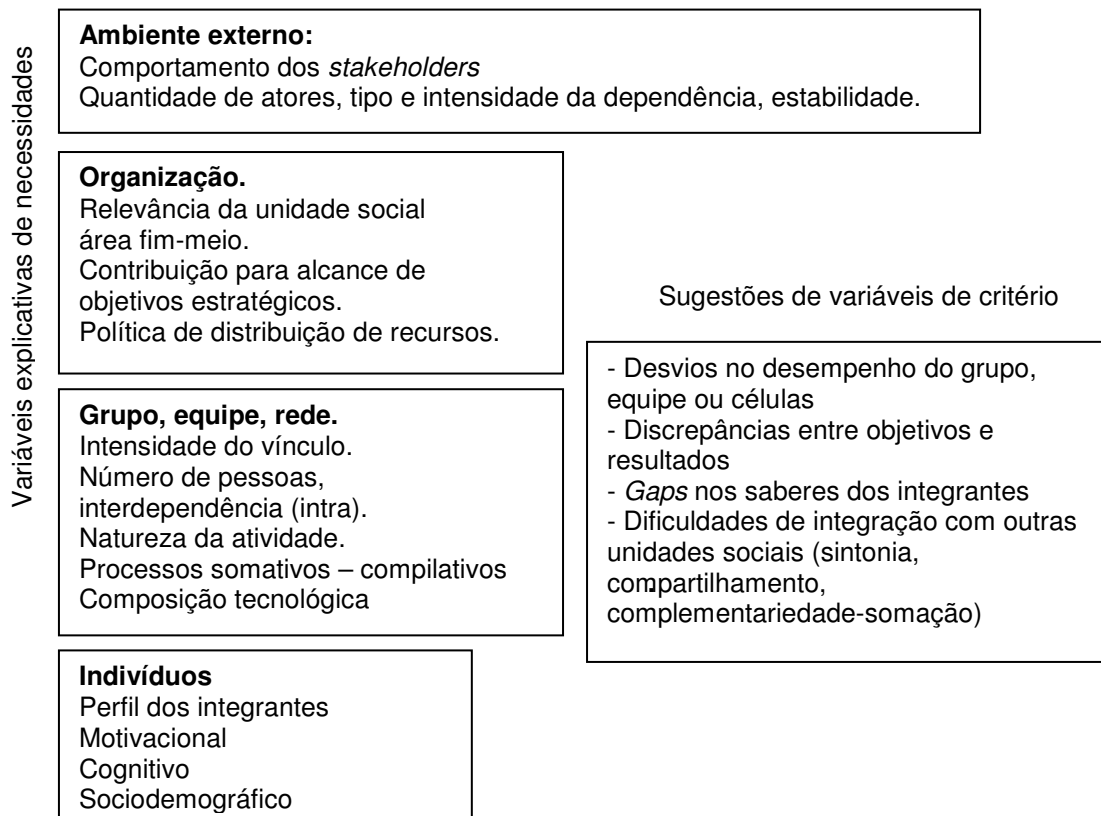 Variáveis explicativas de necessidades
Ambiente externo:
Comportamento dos stakeholders
Quantidade de atores, tipo e intensidade da dependência, estabilidade.
Organização.
Relevância da unidade social
área fim-meio.
Contribuição para alcance de
objetivos estratégicos.
Política de distribuição de recursos.
Grupo, equipe, rede.
Intensidade do vínculo.
Número de pessoas,
interdependência (intra).
Natureza da atividade.
Processos somativos – compilativos
Composição tecnológica
Indivíduos
Perfil dos integrantes
Motivacional
Cognitivo
Sociodemográfico
Sugestões de variáveis de critério
- Desvios no desempenho do grupo,
equipe ou células
- Discrepâncias entre objetivos e
resultados
- Gaps nos saberes dos integrantes
- Dificuldades de integração com outras
unidades sociais (sintonia,
compartilhamento,
complementariedade-somação)